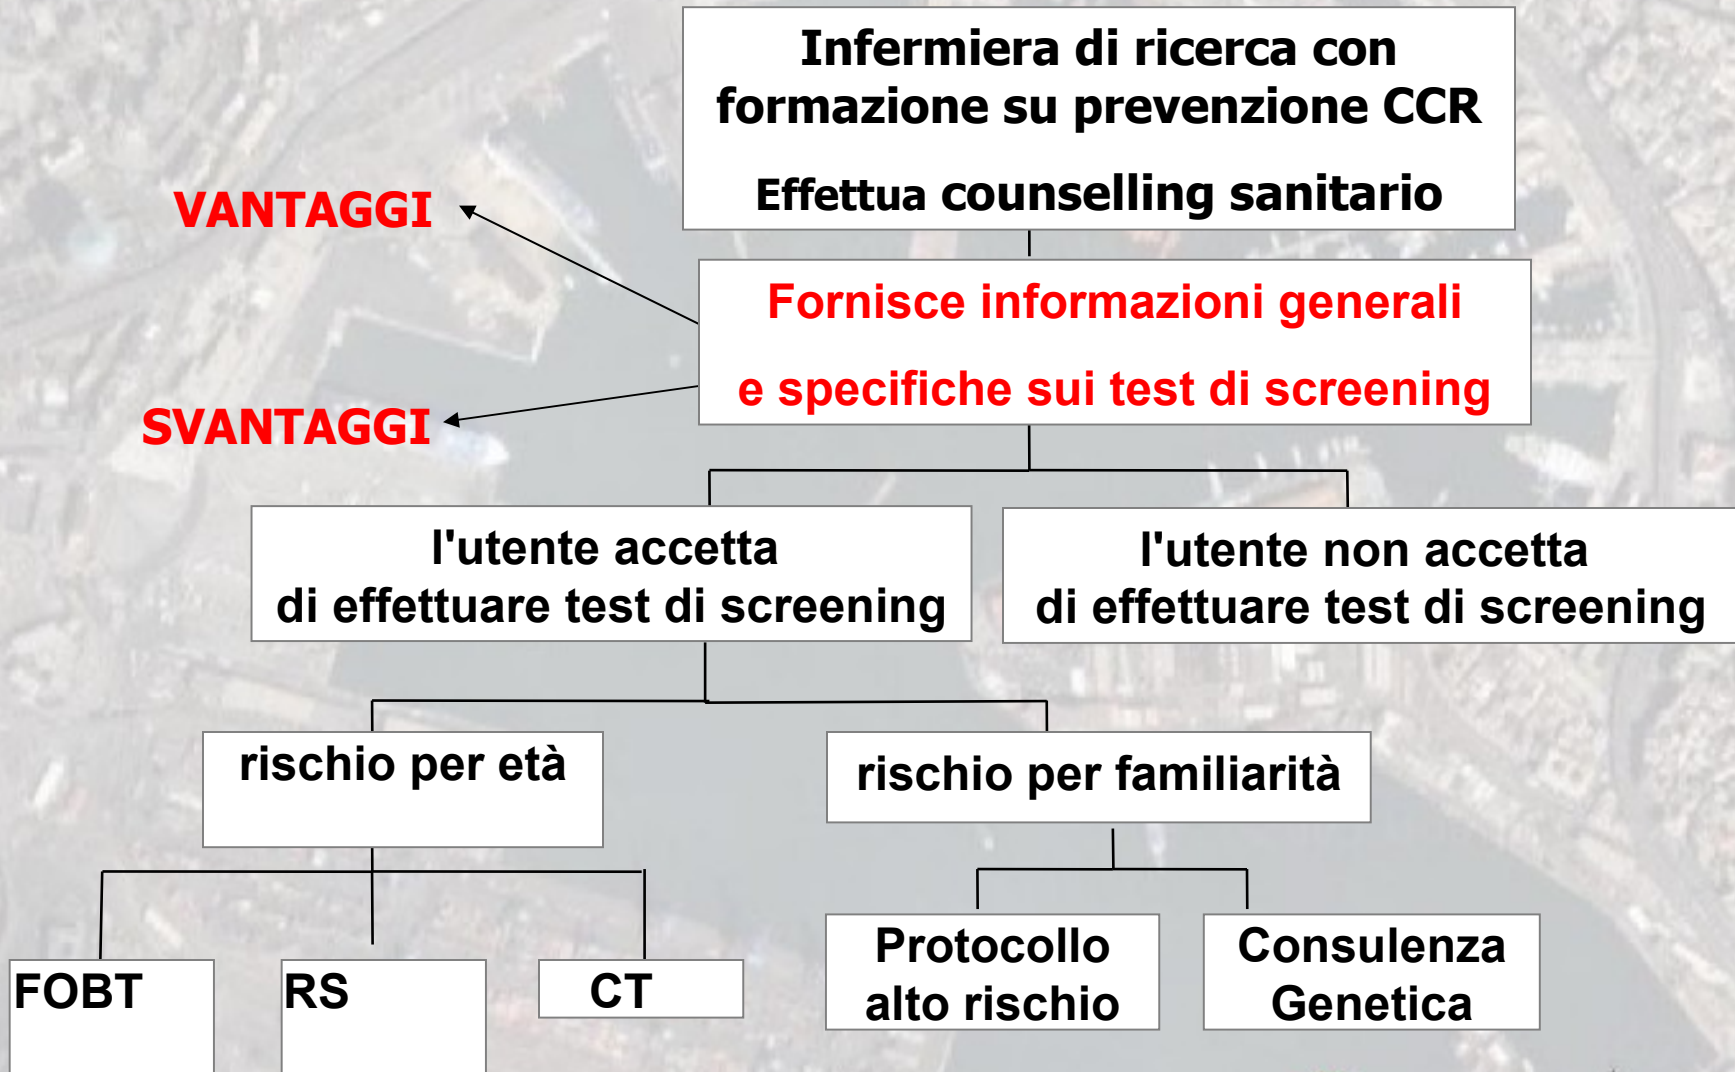 Infermiera di ricerca con
formazione su prevenzione CCR
Effettua counselling sanitario
VANTAGGI
Fornisce informazioni generali
e specifiche sui test di screening
SVANTAGGI
l'utente accetta
di effettuare test di screening
l'utente non accetta
di effettuare test di screening
rischio per età
rischio per familiarità
FOBT
RS
CT
Protocollo
alto rischio
Consulenza
Genetica